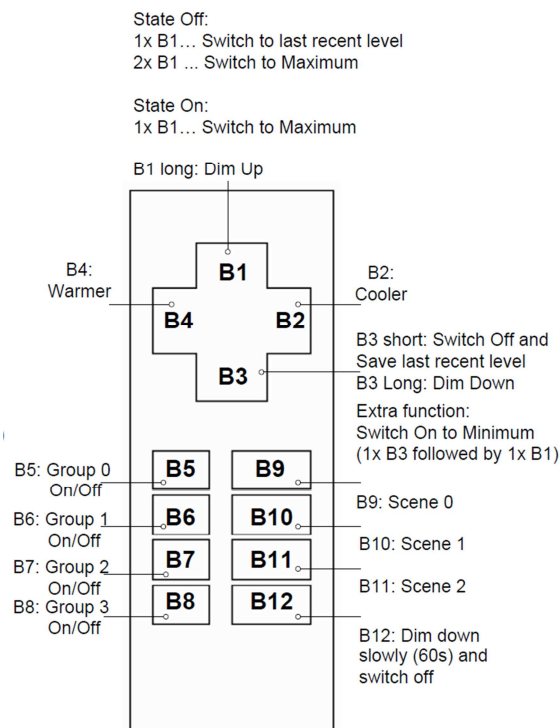 State Off:
1x B1... Switch to last recent level
2x B1 ... Switch to Maximum
State On:
1x B1... Switch to Maximum
B1 long: Dim Up
B4:
Warmer
B1
B4
B2
B3
B2:
Cooler
B3 short: Switch Off and
Save last recent level
B3 Long: Dim Down
Extra function:
Switch On to Minimum
(1x B3 followed by 1x B1)
B5: Group 0
On/Off
B5
B9
B9: Scene 0
B6: Group 1
On/Off
B6
B10
B10: Scene 1
B7: Group 2
On/Off
B7
B11
B11: Scene 2
B8: Group 3
On/Off
B8
B12
B12: Dim down
slowly (60s) and
switch off